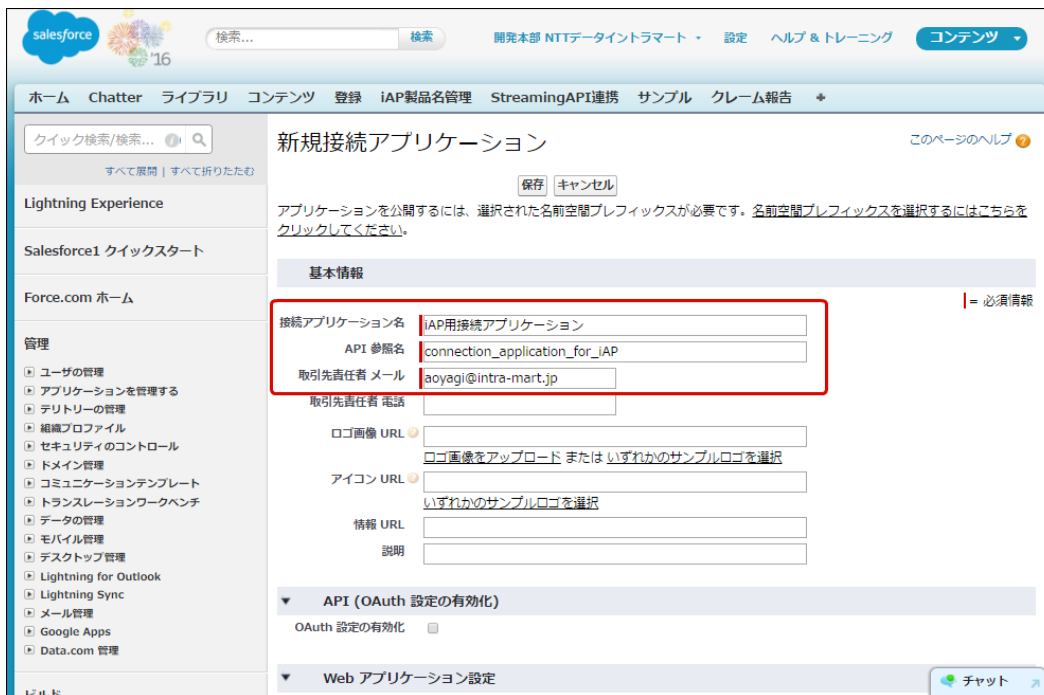 salesforce
'16
検索...
検索
開発本部 NTTデータイントラマート
設定
ヘルプ & トレーニング
コンテンツ
ホーム Chatter ライブラリ コンテンツ 登録 iAP製品名管理 StreamingAPI連携 サンプル クレーム報告 +
クイック検索/検索...
すべて展開 | すべて折りたたむ
Lightning Experience
Salesforce1 クイックスタート
Force.com ホーム
管理
ユーザの管理
アプリケーションを管理する
テリトリーの管理
組織プロファイル
セキュリティのコントロール
ドメイン管理
コミュニケーションテンプレート
トランスレーションワークベンチ
データの管理
モバイル管理
デスクトップ管理
Lightning for Outlook
Lightning Sync
メール管理
Google Apps
Data.com 管理
ビルド
新規接続アプリケーション
このページのヘルプ ?
保存 キャンセル
アプリケーションを公開するには、選択された名前空間プレフィックスが必要です。名前空間プレフィックスを選択するにはこちらを
クリックしてください。
基本情報
= 必須情報
接続アプリケーション名 iAP用接続アプリケーション
API 参照名 connection_application_for_iAP
取引先責任者 メール aoyagi@intra-mart.jp
取引先責任者 電話
ロゴ画像 URL
ロゴ画像をアップロード または いずれかのサンプルロゴを選択
アイコン URL
いずれかのサンプルロゴを選択
情報 URL
説明
API (OAuth 設定の有効化)
OAuth 設定の有効化
Web アプリケーション設定
チャット